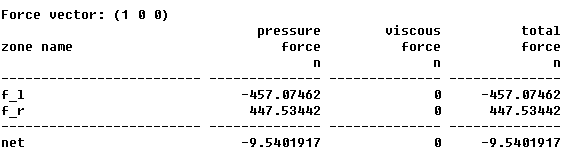 Force vector: (1 0 0)
pressure viscous total
zone name force force force
n n n
------------------------- --------------- --------------- ---------------
f_l -457.07462 0 -457.07462
f_r 447.53442 0 447.53442
------------------------- --------------- --------------- ---------------
net -9.5401917 0 -9.5401917